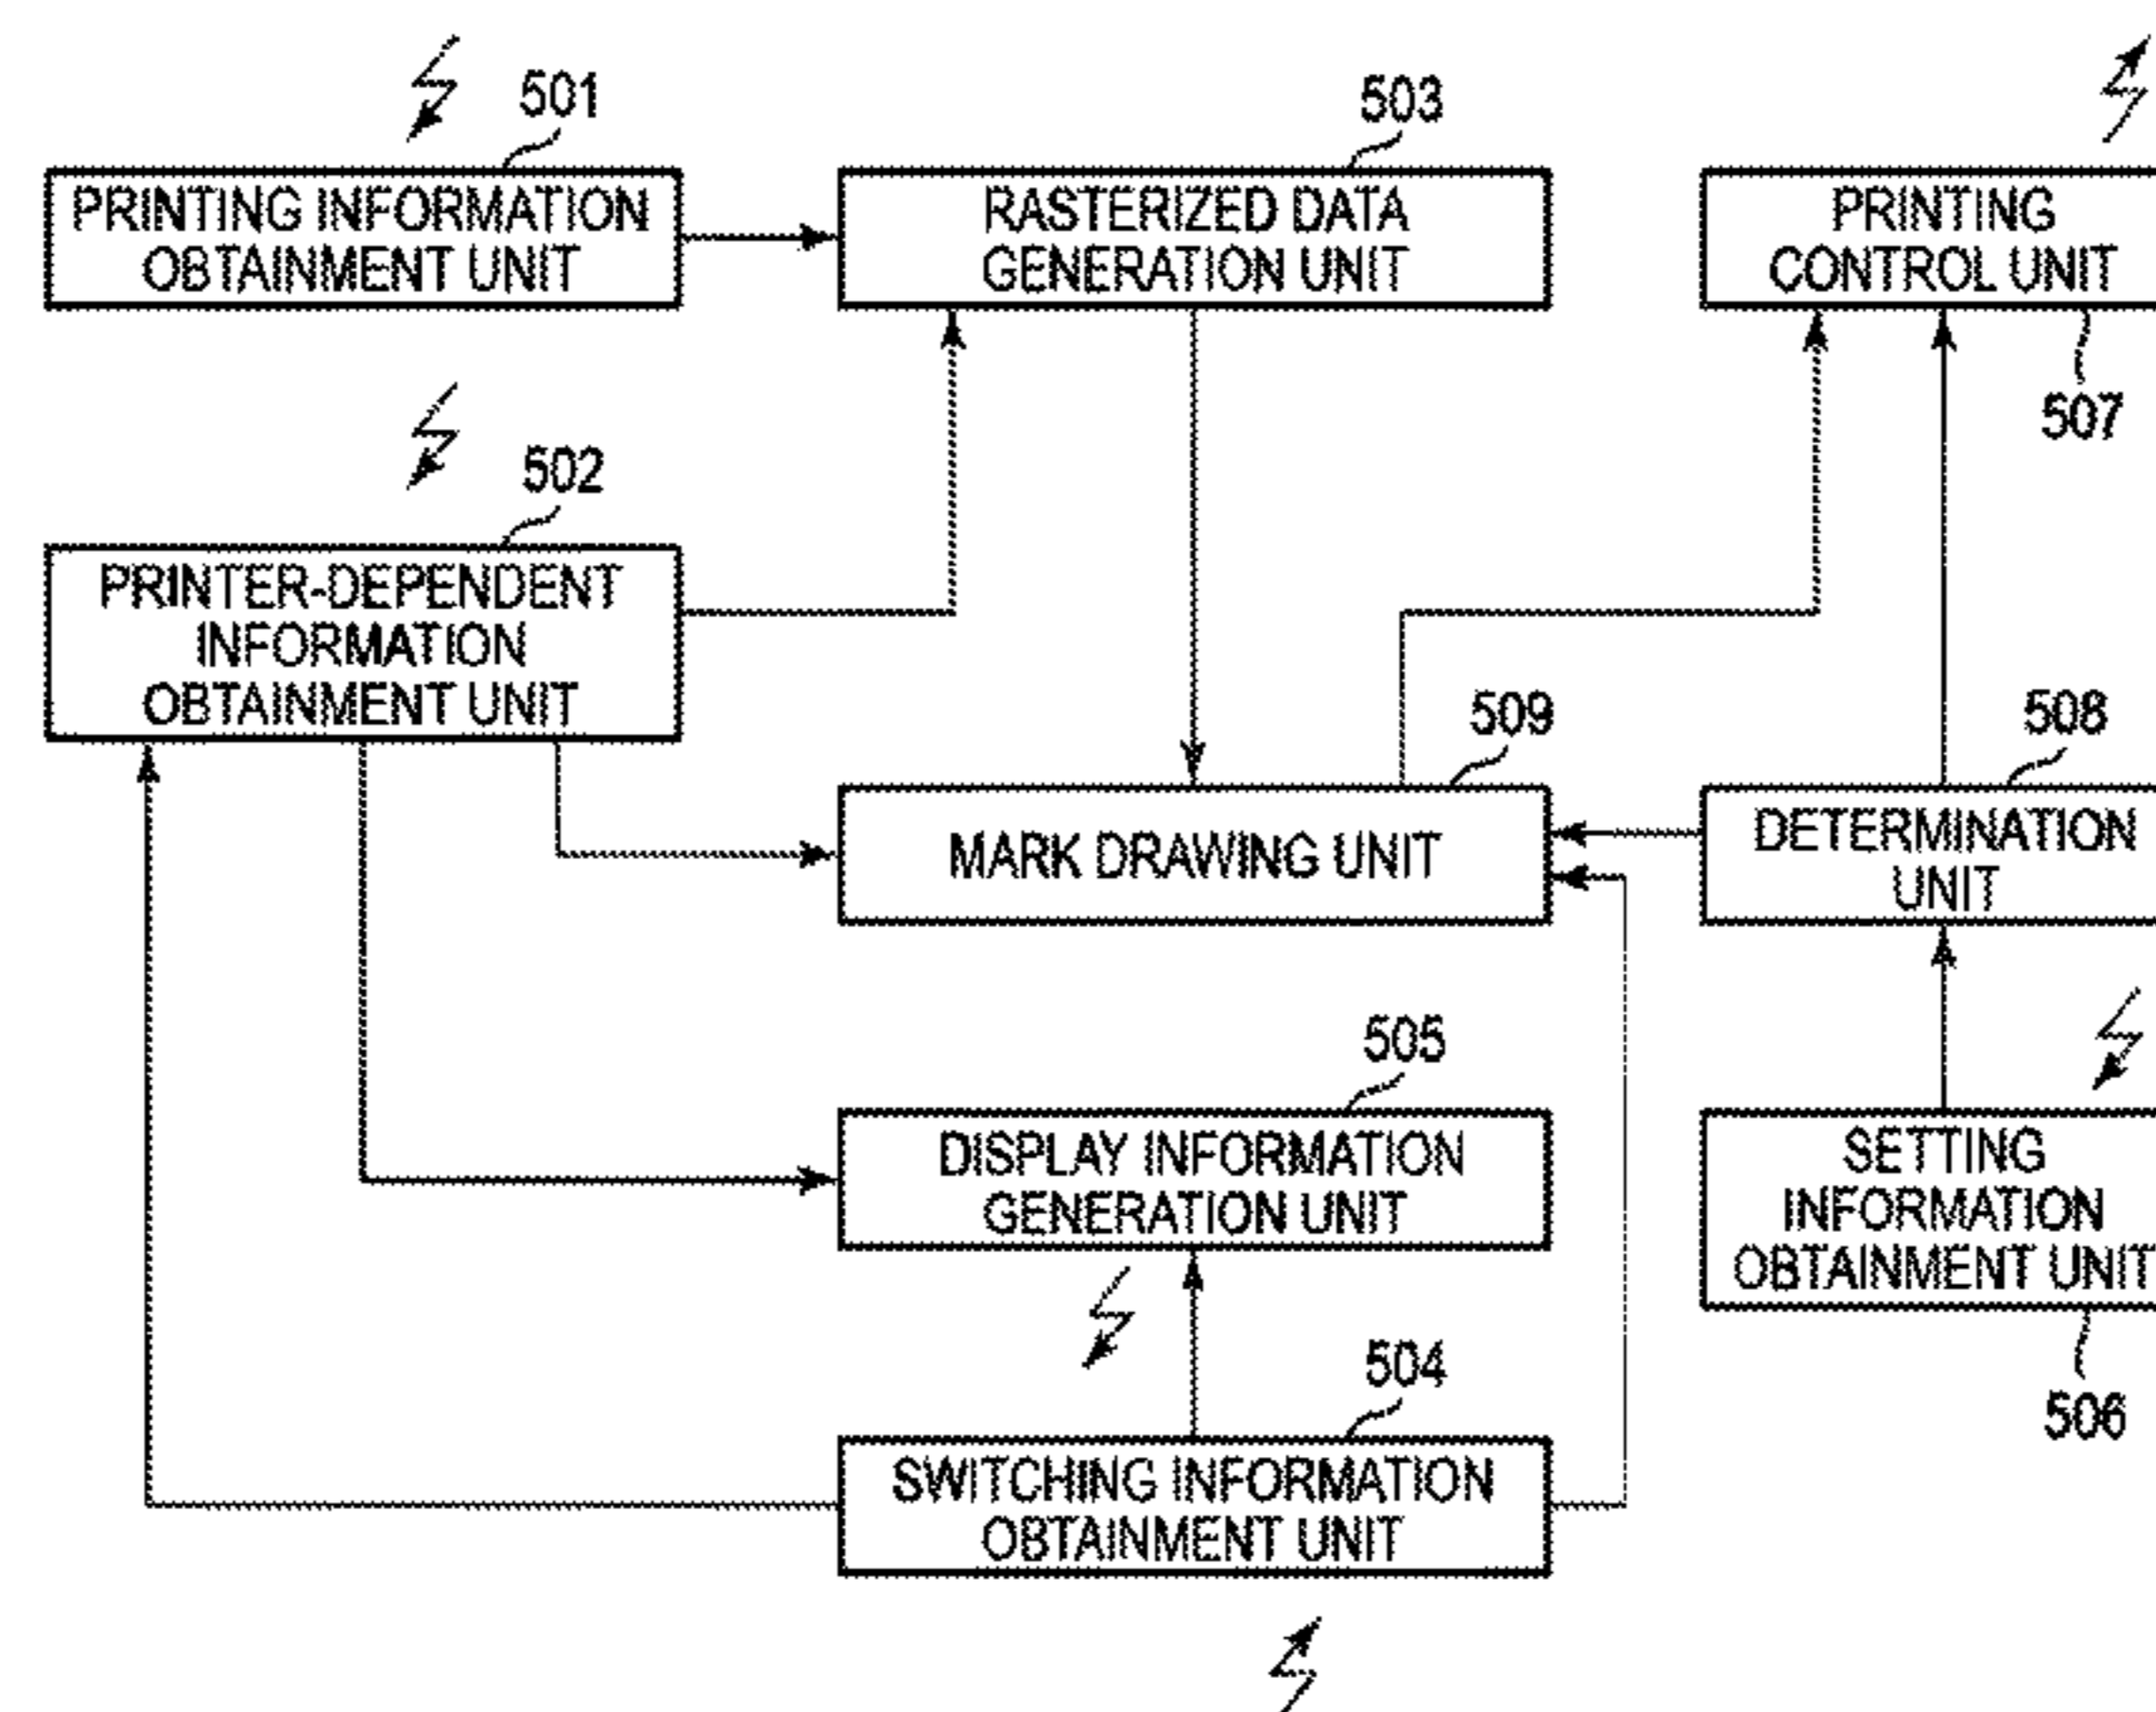 501
PRINTING INFORMATION
OBTAINMENT UNIT
503
RASTERIZED DATA
GENERATION UNIT
PRINTING
CONTROL UNIT
507
502
PRINTER-DEPENDENT
INFORMATION
OBTAINMENT UNIT
509
MARK DRAWING UNIT
508
DETERMINATION
UNIT
505
DISPLAY INFORMATION
GENERATION UNIT
SETTING
INFORMATION
OBTAINMENT UNIT
506
504
SWITCHING INFORMATION
OBTAINMENT UNIT